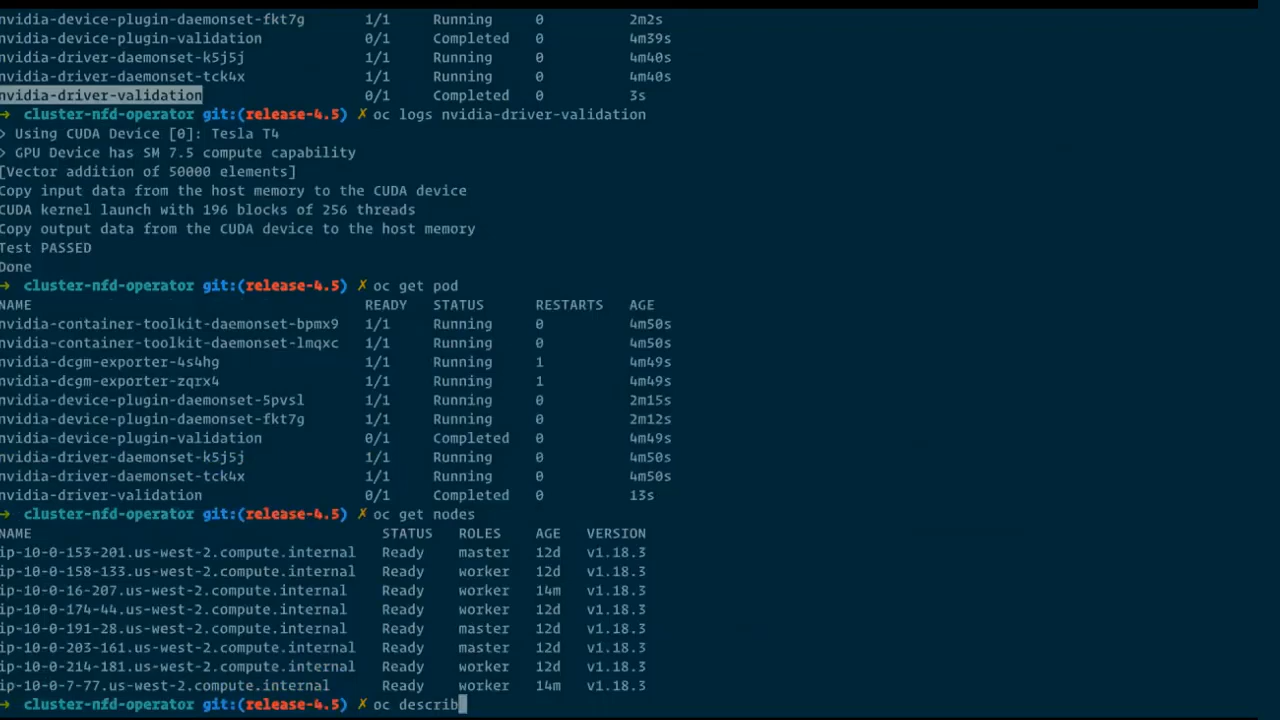 nvidia-device-plugin-daemonset-fkt7g 1/1 Running 0 2m2s
nvidia-device-plugin-validation 0/1 Completed 0 4m39s
nvidia-driver-daemonset-k5j5j 1/1 Running 0 4m40s
nvidia-driver-daemonset-tck4x 1/1 Running 0 4m40s
nvidia-driver-validation 0/1 Completed 0 3s
→ cluster-nfd-operator git:(release-4.5) ✗ oc logs nvidia-driver-validation
> Using CUDA Device [0]: Tesla T4
> GPU Device has SM 7.5 compute capability
[Vector addition of 50000 elements]
Copy input data from the host memory to the CUDA device
CUDA kernel launch with 196 blocks of 256 threads
Copy output data from the CUDA device to the host memory
Test PASSED
Done
→ cluster-nfd-operator git:(release-4.5) ✗ oc get pod
NAME READY STATUS RESTARTS AGE
nvidia-container-toolkit-daemonset-bpmx9 1/1 Running 0 4m50s
nvidia-container-toolkit-daemonset-lmqxc 1/1 Running 0 4m50s
nvidia-dcgm-exporter-4s4hg 1/1 Running 1 4m49s
nvidia-dcgm-exporter-zqrx4 1/1 Running 1 4m49s
nvidia-device-plugin-daemonset-5pvsl 1/1 Running 0 2m15s
nvidia-device-plugin-daemonset-fkt7g 1/1 Running 0 2m12s
nvidia-device-plugin-validation 0/1 Completed 0 4m49s
nvidia-driver-daemonset-k5j5j 1/1 Running 0 4m50s
nvidia-driver-daemonset-tck4x 1/1 Running 0 4m50s
nvidia-driver-validation 0/1 Completed 0 13s
→ cluster-nfd-operator git:(release-4.5) ✗ oc get nodes
NAME STATUS ROLES AGE VERSION
ip-10-0-153-201.us-west-2.compute.internal Ready master 12d v1.18.3
ip-10-0-158-133.us-west-2.compute.internal Ready worker 12d v1.18.3
ip-10-0-16-207.us-west-2.compute.internal Ready worker 14m v1.18.3
ip-10-0-174-44.us-west-2.compute.internal Ready worker 12d v1.18.3
ip-10-0-191-28.us-west-2.compute.internal Ready master 12d v1.18.3
ip-10-0-203-161.us-west-2.compute.internal Ready master 12d v1.18.3
ip-10-0-214-181.us-west-2.compute.internal Ready worker 12d v1.18.3
ip-10-0-7-77.us-west-2.compute.internal Ready worker 14m v1.18.3
→ cluster-nfd-operator git:(release-4.5) ✗ oc describ